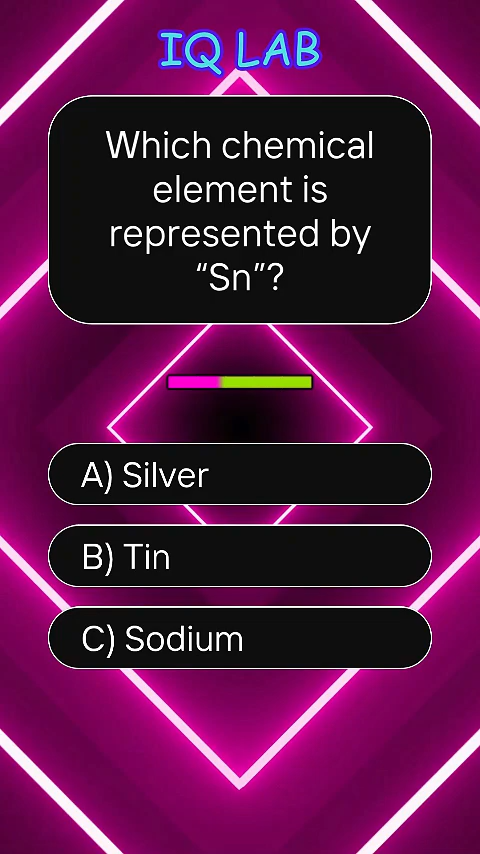 IQ LAB
Which chemical
element is
represented by
“Sn”?
A) Silver
B) Tin
C) Sodium